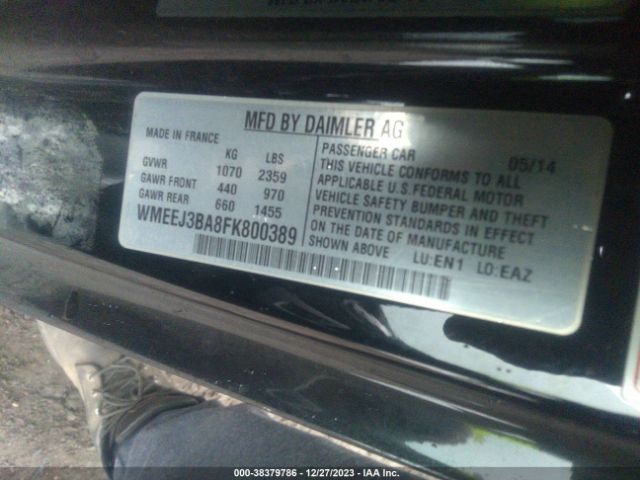 MFD BY DAIMLER AG
MADE IN FRANCE
KG LBS
GVWR 1070 2359
GAWR FRONT 440 970
GAWR REAR 660 1455
WMEEJ3BA8FK800389
PASSENGER CAR 05/14
THIS VEHICLE CONFORMS TO ALL
APPLICABLE U.S. FEDERAL MOTOR
VEHICLE SAFETY BUMPER AND THEFT
PREVENTION STANDARDS IN EFFECT
ON THE DATE OF MANUFACTURE
SHOWN ABOVE LU:EN1 LO:EAZ
000-38379786 - 12/27/2023 - IAA Inc.